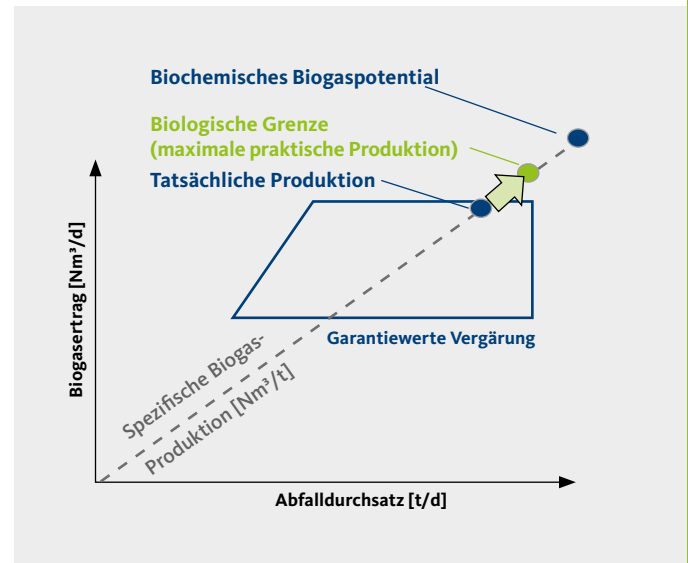 Biochemisches Biogaspotential
Biologische Grenze
(maximale praktische Produktion)
Tatsächliche Produktion
Biogasertrag [Nm³/d]
Garantiewerte Vergärung
Spezifische Biogas-
Produktion [Nm³/t]
Abfalldurchsatz [t/d]